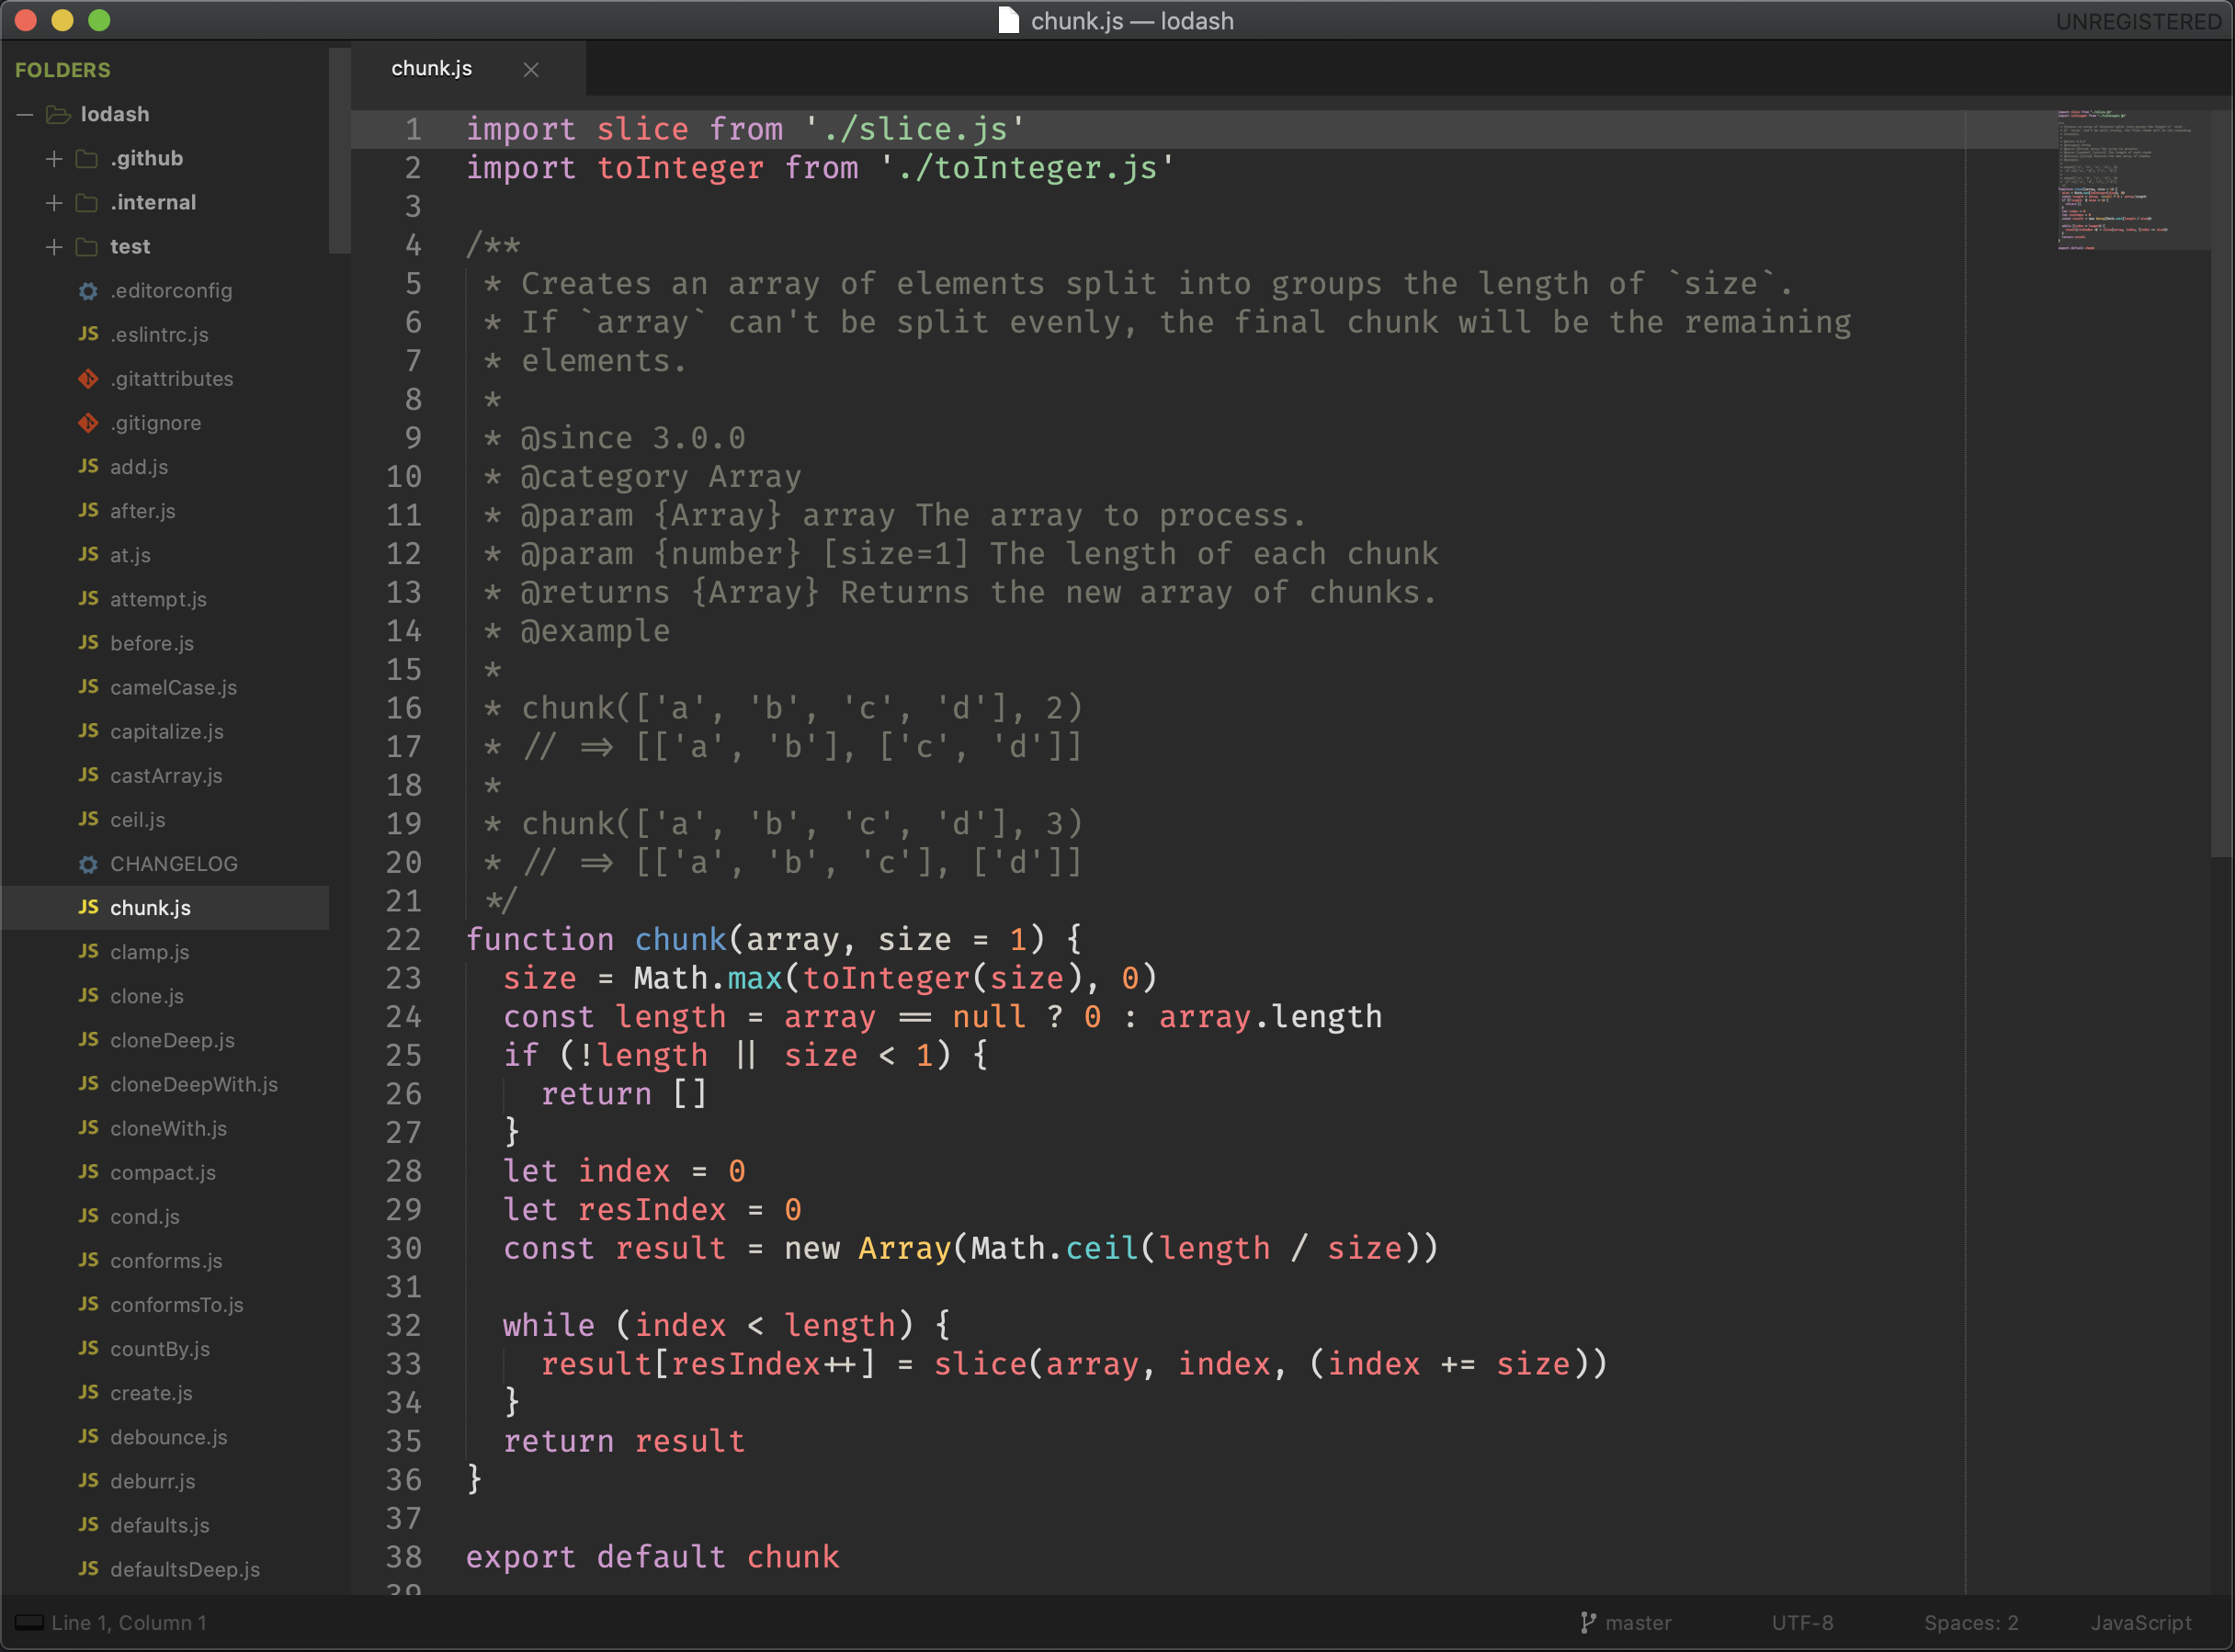 chunk.js — lodash
UNREGISTERED
FOLDERS
lodash
.github
.internal
test
.editorconfig
JS .eslintrc.js
.gitattributes
.gitignore
JS add.js
JS after.js
JS at.js
JS attempt.js
JS before.js
JS camelCase.js
JS capitalize.js
JS castArray.js
JS ceil.js
CHANGELOG
JS chunk.js
JS clamp.js
JS clone.js
JS cloneDeep.js
JS cloneDeepWith.js
JS cloneWith.js
JS compact.js
JS cond.js
JS conforms.js
JS conformsTo.js
JS countBy.js
JS create.js
JS debounce.js
JS deburr.js
JS defaults.js
JS defaultsDeep.js
chunk.js
1 import slice from './slice.js'
2 import toInteger from './toInteger.js'
3
4 /**
5  * Creates an array of elements split into groups the length of `size`.
6  * If `array` can't be split evenly, the final chunk will be the remaining
7  * elements.
8  *
9  * @since 3.0.0
10  * @category Array
11  * @param {Array} array The array to process.
12  * @param {number} [size=1] The length of each chunk
13  * @returns {Array} Returns the new array of chunks.
14  * @example
15  *
16  * chunk(['a', 'b', 'c', 'd'], 2)
17  * // => [['a', 'b'], ['c', 'd']]
18  *
19  * chunk(['a', 'b', 'c', 'd'], 3)
20  * // => [['a', 'b', 'c'], ['d']]
21  */
22 function chunk(array, size = 1) {
23   size = Math.max(toInteger(size), 0)
24   const length = array == null ? 0 : array.length
25   if (!length || size < 1) {
26     return []
27   }
28   let index = 0
29   let resIndex = 0
30   const result = new Array(Math.ceil(length / size))
31
32   while (index < length) {
33     result[resIndex++] = slice(array, index, (index += size))
34   }
35   return result
36 }
37
38 export default chunk
39
Line 1, Column 1
master
UTF-8
Spaces: 2
JavaScript